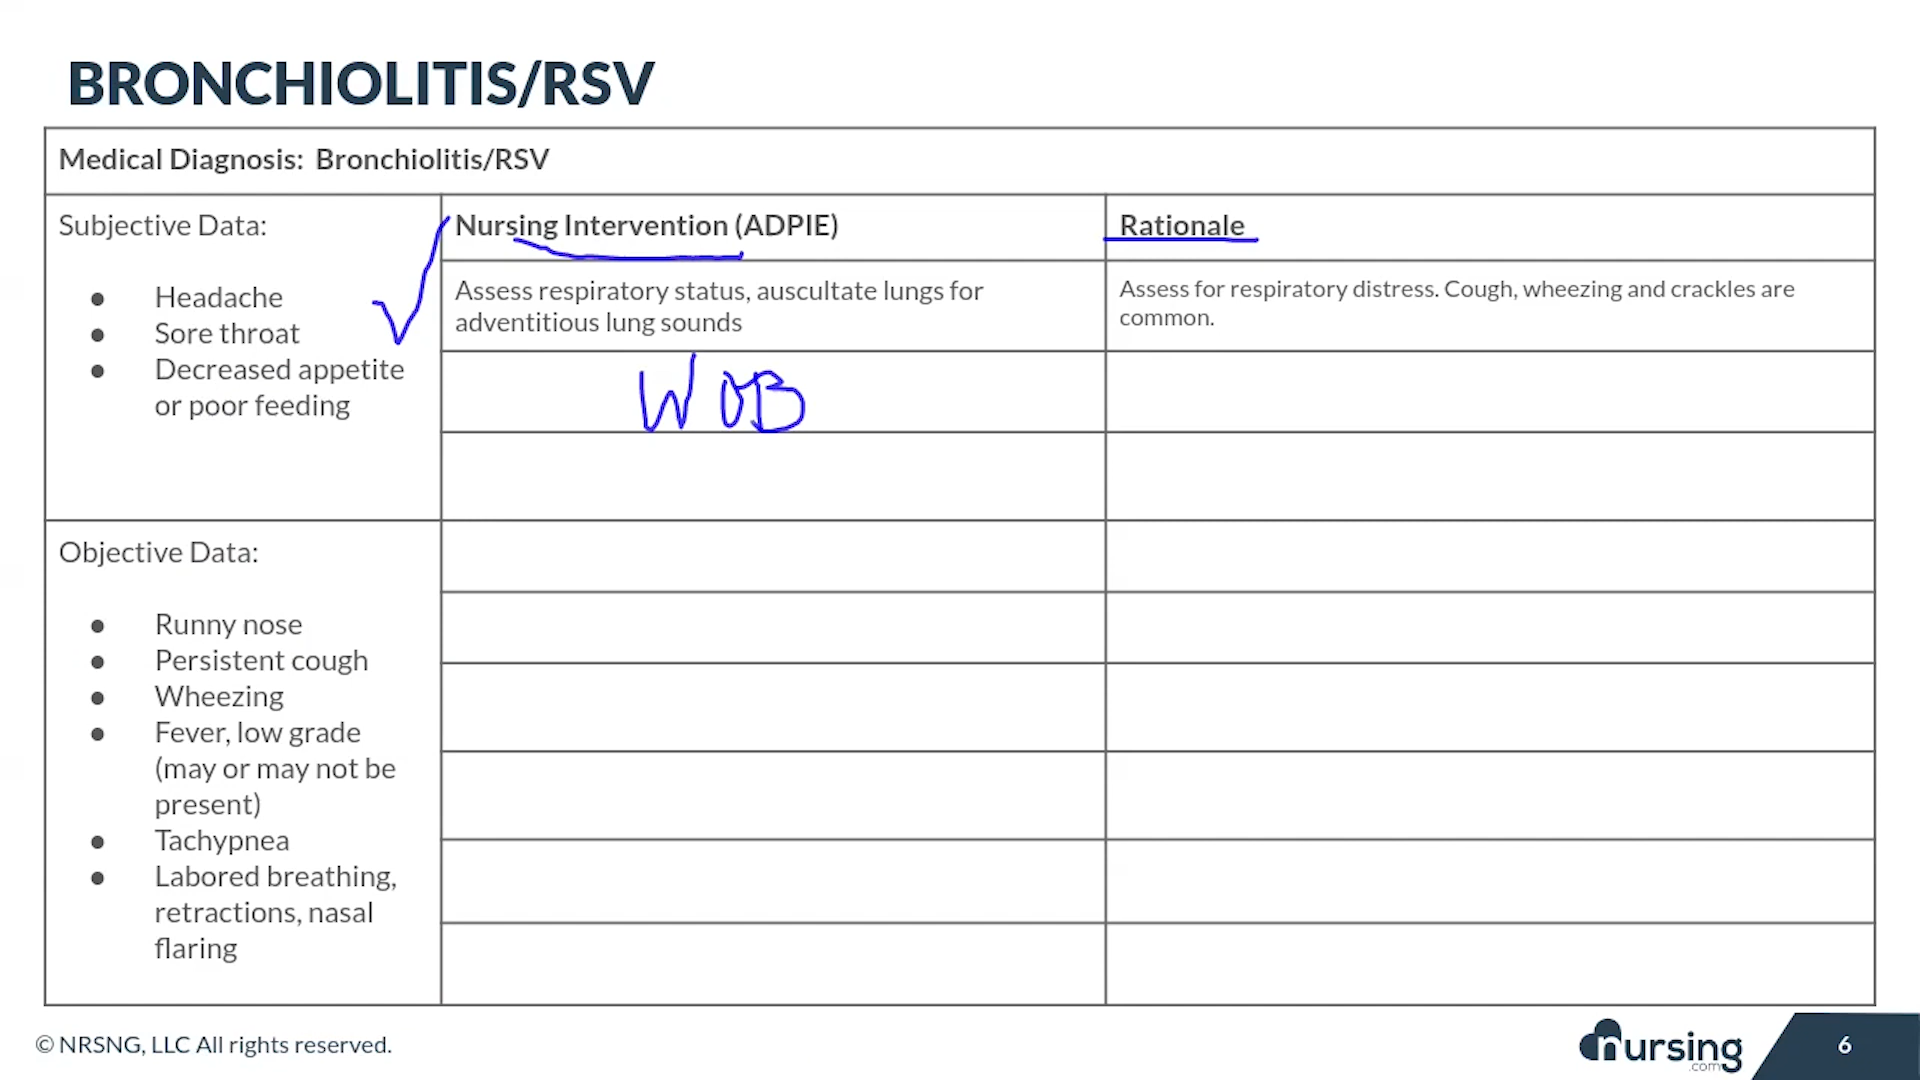 BRONCHIOLITIS/RSV
Medical Diagnosis: Bronchiolitis/RSV
Subjective Data:
● Headache
● Sore throat
● Decreased appetite
or poor feeding
Nursing Intervention (ADPIE)
Rationale
Assess respiratory status, auscultate lungs for
adventitious lung sounds
Assess for respiratory distress. Cough, wheezing and crackles are
common.
WOB
Objective Data:
● Runny nose
● Persistent cough
● Wheezing
● Fever, low grade
(may or may not be
present)
● Tachypnea
● Labored breathing,
retractions, nasal
flaring
© NRSNG, LLC All rights reserved.
nursing
.com
6